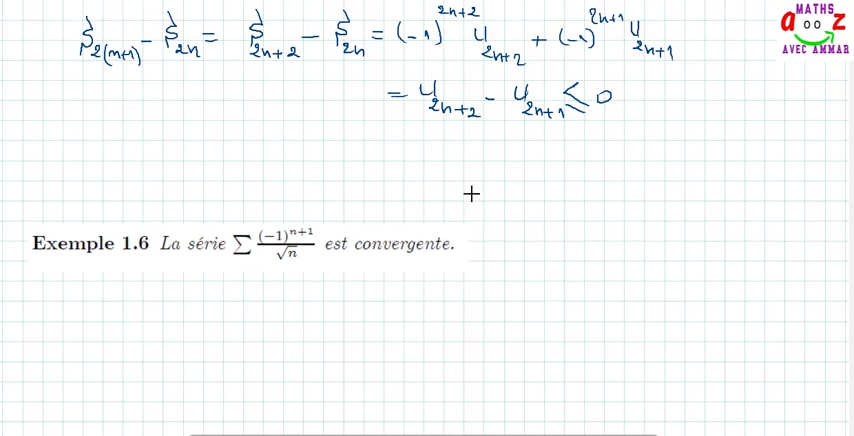 MATHS
a oo z
AVEC AMMAR
S_{2(n+1)} - S_{2n} = S_{2n+2} - S_{2n} = (-1)^{2n+2} u_{2n+2} + (-1)^{2n+1} u_{2n+1}
= u_{2n+2} - u_{2n+1} ≤ 0
Exemple 1.6 La série ∑ (-1)^{n+1}/√n est convergente.